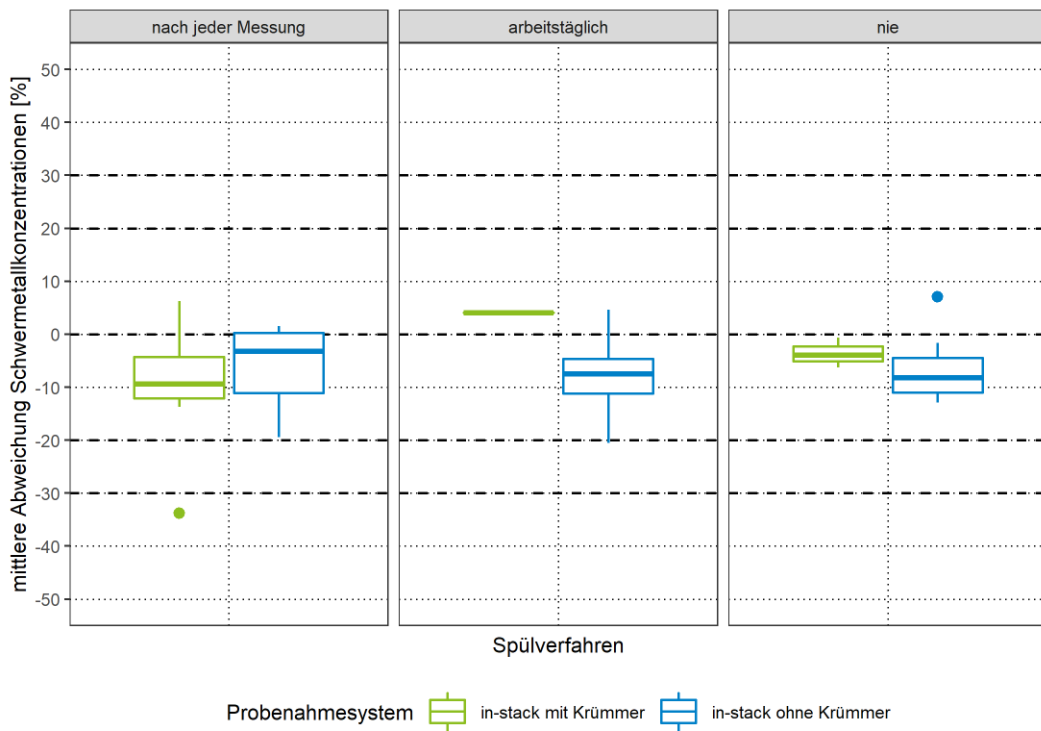 nach jeder Messung
arbeitstäglich
nie
mittlere Abweichung Schwermetallkonzentrationen [%]
50
40
30
20
10
0
-10
-20
-30
-40
-50
Spülverfahren
Probenahmesystem in-stack mit Krümmer in-stack ohne Krümmer